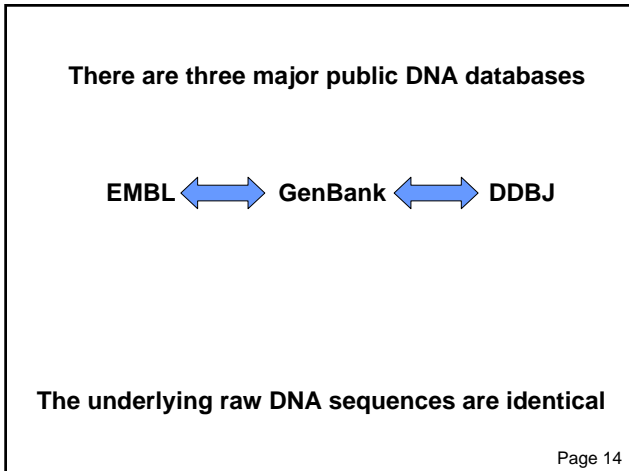 There are three major public DNA databases
EMBL GenBank DDBJ
The underlying raw DNA sequences are identical
Page 14